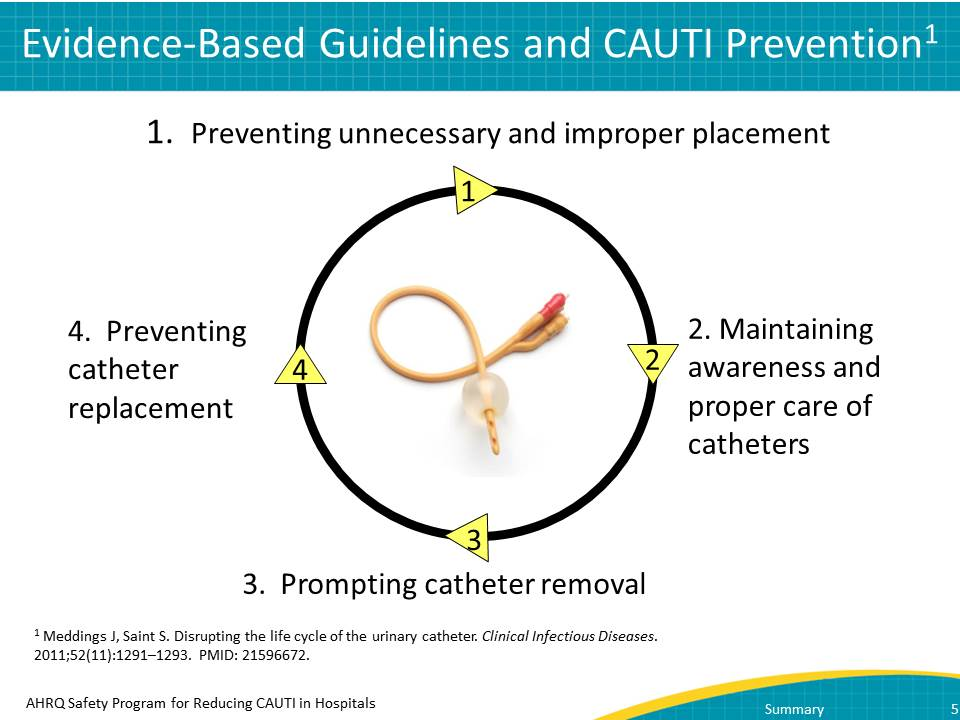 Evidence-Based Guidelines and CAUTI Prevention¹
1. Preventing unnecessary and improper placement
1
4. Preventing
catheter
replacement
4
2
2. Maintaining
awareness and
proper care of
catheters
3
3. Prompting catheter removal
¹ Meddings J, Saint S. Disrupting the life cycle of the urinary catheter. Clinical Infectious Diseases.
2011;52(11):1291–1293. PMID: 21596672.
AHRQ Safety Program for Reducing CAUTI in Hospitals
Summary
5